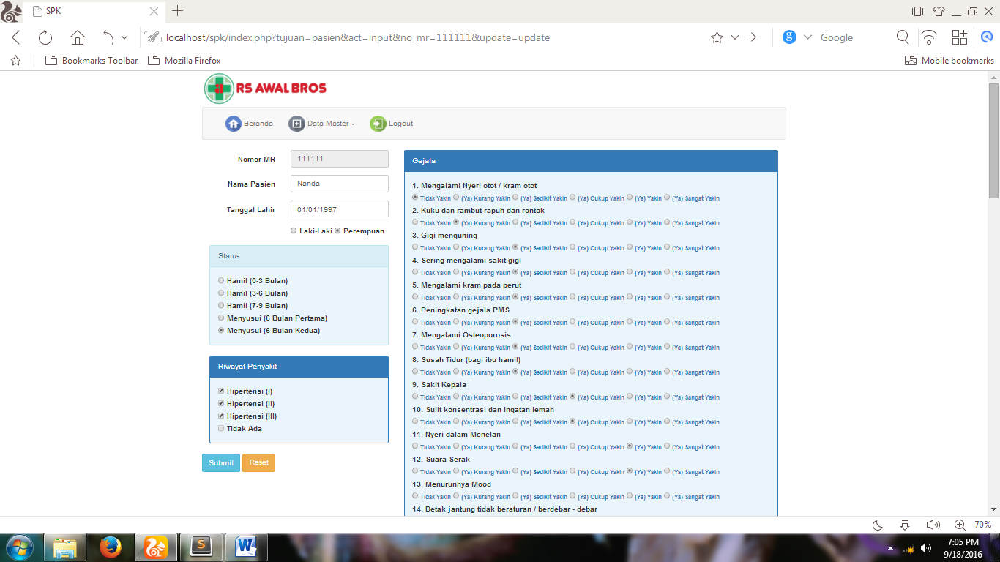 SPK
localhost/spk/index.php?tujuan=pasien&act=input&no_mr=111111&update=update
g Google
Bookmarks Toolbar Mozilla Firefox Mobile bookmarks
RS AWAL BROS
Beranda Data Master Logout
Nomor MR 111111
Nama Pasien Nanda
Tanggal Lahir 01/01/1997
Laki-Laki Perempuan
Status
Hamil (0-3 Bulan)
Hamil (3-6 Bulan)
Hamil (7-9 Bulan)
Menyusui (6 Bulan Pertama)
Menyusui (6 Bulan Kedua)
Riwayat Penyakit
Hipertensi (I)
Hipertensi (II)
Hipertensi (III)
Tidak Ada
Submit Reset
Gejala
1. Mengalami Nyeri otot / kram otot
Tidak Yakin (Ya) Kurang Yakin (Ya) Sedikit Yakin (Ya) Cukup Yakin (Ya) Yakin (Ya) Sangat Yakin
2. Kuku dan rambut rapuh dan rontok
Tidak Yakin (Ya) Kurang Yakin (Ya) Sedikit Yakin (Ya) Cukup Yakin (Ya) Yakin (Ya) Sangat Yakin
3. Gigi menguning
Tidak Yakin (Ya) Kurang Yakin (Ya) Sedikit Yakin (Ya) Cukup Yakin (Ya) Yakin (Ya) Sangat Yakin
4. Sering mengalami sakit gigi
Tidak Yakin (Ya) Kurang Yakin (Ya) Sedikit Yakin (Ya) Cukup Yakin (Ya) Yakin (Ya) Sangat Yakin
5. Mengalami kram pada perut
Tidak Yakin (Ya) Kurang Yakin (Ya) Sedikit Yakin (Ya) Cukup Yakin (Ya) Yakin (Ya) Sangat Yakin
6. Peningkatan gejala PMS
Tidak Yakin (Ya) Kurang Yakin (Ya) Sedikit Yakin (Ya) Cukup Yakin (Ya) Yakin (Ya) Sangat Yakin
7. Mengalami Osteoporosis
Tidak Yakin (Ya) Kurang Yakin (Ya) Sedikit Yakin (Ya) Cukup Yakin (Ya) Yakin (Ya) Sangat Yakin
8. Susah Tidur (bagi ibu hamil)
Tidak Yakin (Ya) Kurang Yakin (Ya) Sedikit Yakin (Ya) Cukup Yakin (Ya) Yakin (Ya) Sangat Yakin
9. Sakit Kepala
Tidak Yakin (Ya) Kurang Yakin (Ya) Sedikit Yakin (Ya) Cukup Yakin (Ya) Yakin (Ya) Sangat Yakin
10. Sulit konsentrasi dan ingatan lemah
Tidak Yakin (Ya) Kurang Yakin (Ya) Sedikit Yakin (Ya) Cukup Yakin (Ya) Yakin (Ya) Sangat Yakin
11. Nyeri dalam Menelan
Tidak Yakin (Ya) Kurang Yakin (Ya) Sedikit Yakin (Ya) Cukup Yakin (Ya) Yakin (Ya) Sangat Yakin
12. Suara Serak
Tidak Yakin (Ya) Kurang Yakin (Ya) Sedikit Yakin (Ya) Cukup Yakin (Ya) Yakin (Ya) Sangat Yakin
13. Menurunnya Mood
Tidak Yakin (Ya) Kurang Yakin (Ya) Sedikit Yakin (Ya) Cukup Yakin (Ya) Yakin (Ya) Sangat Yakin
14. Detak jantung tidak beraturan / berdebar - debar
70%
7:05 PM
9/18/2016